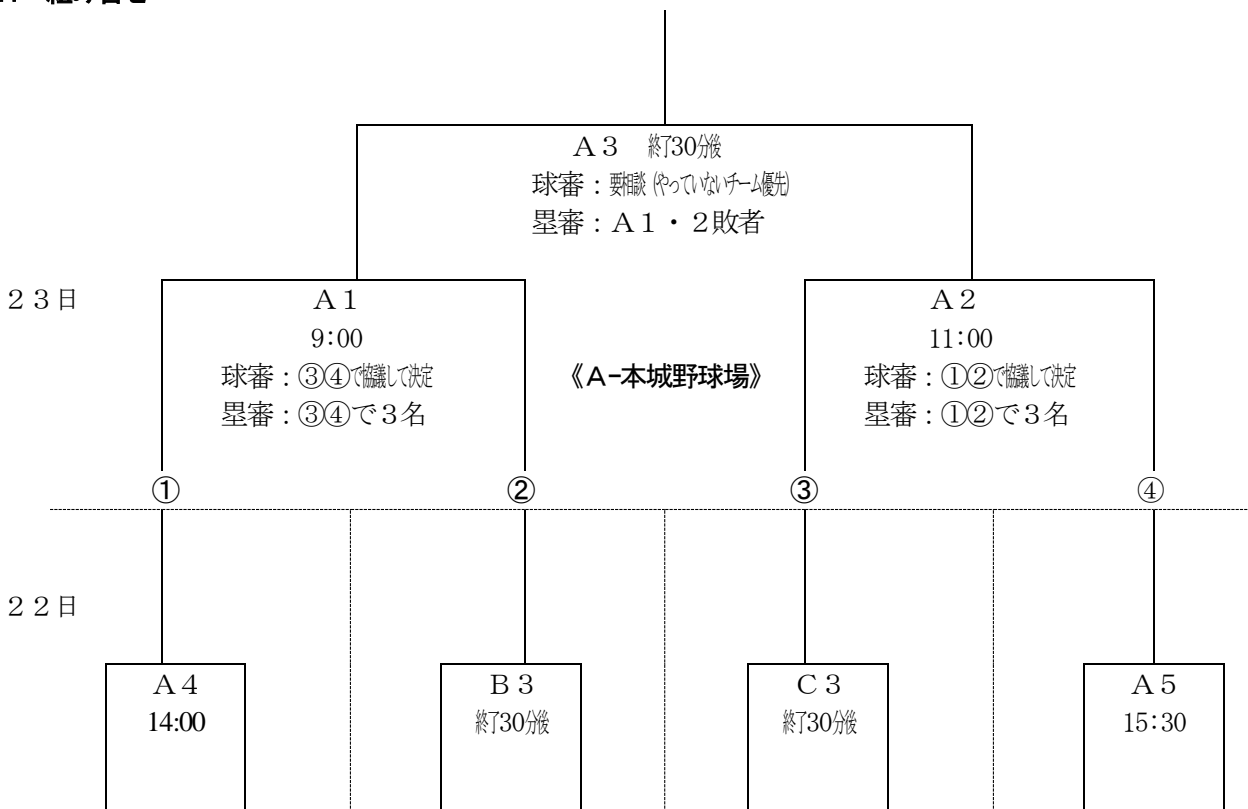 Ａ３　終了30分後
球審：要相談（やっていないチーム優先）
塁審：Ａ１・２敗者
２３日
Ａ１
9：00
球審：③④で協議して決定
塁審：③④で３名
《Ａ−本城野球場》
Ａ２
11：00
球審：①②で協議して決定
塁審：①②で３名
①
②
③
④
２２日
Ａ４
14:00
Ｂ３
終了30分後
Ｃ３
終了30分後
Ａ５
15：30